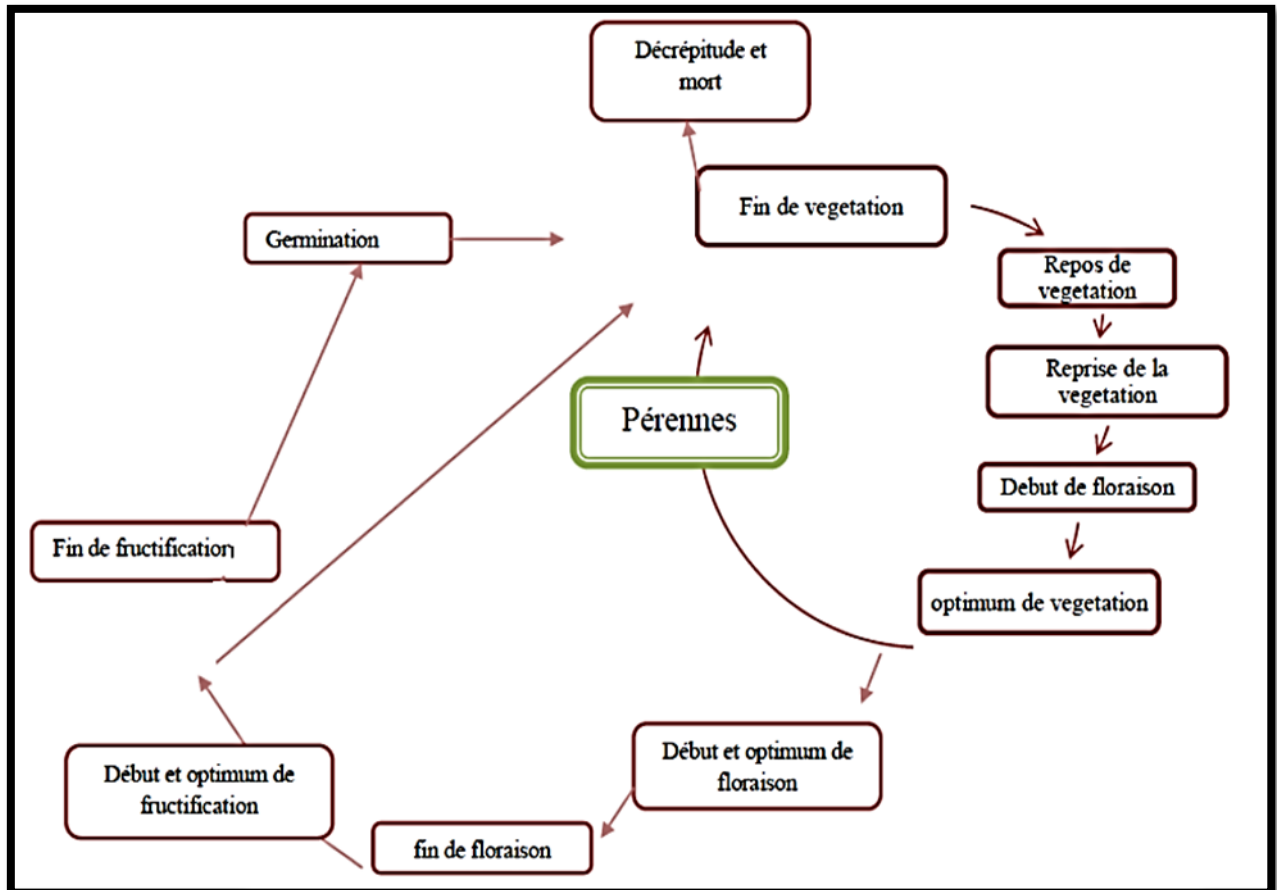 Décrépitude et
mort
Fin de vegetation
Germination
Repos de
vegetation
Reprise de la
vegetation
Pérennes
Debut de floraison
Fin de fructification
optimum de vegetation
Début et optimum de
floraison
Début et optimum de
fructification
fin de floraison